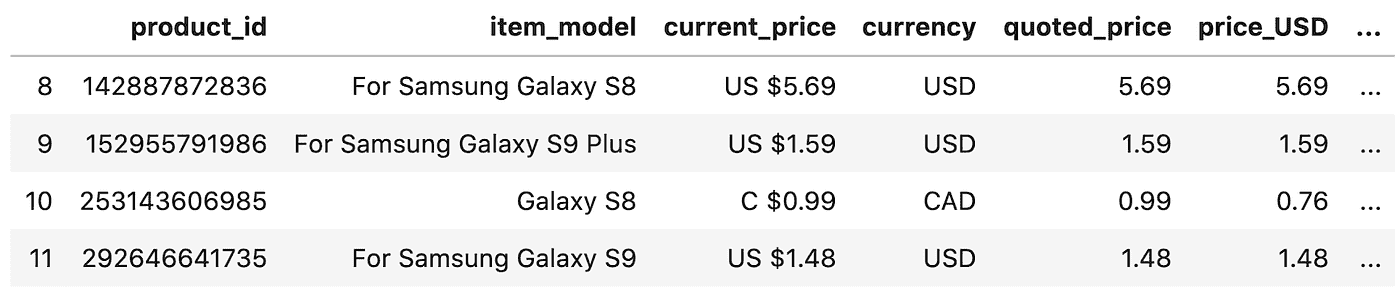 product_id item_model current_price currency quoted_price price_USD ...
8 142887872836 For Samsung Galaxy S8 US $5.69 USD 5.69 5.69 ...
9 152955791986 For Samsung Galaxy S9 Plus US $1.59 USD 1.59 1.59 ...
10 253143606985 Galaxy S8 C $0.99 CAD 0.99 0.76 ...
11 292646641735 For Samsung Galaxy S9 US $1.48 USD 1.48 1.48 ...